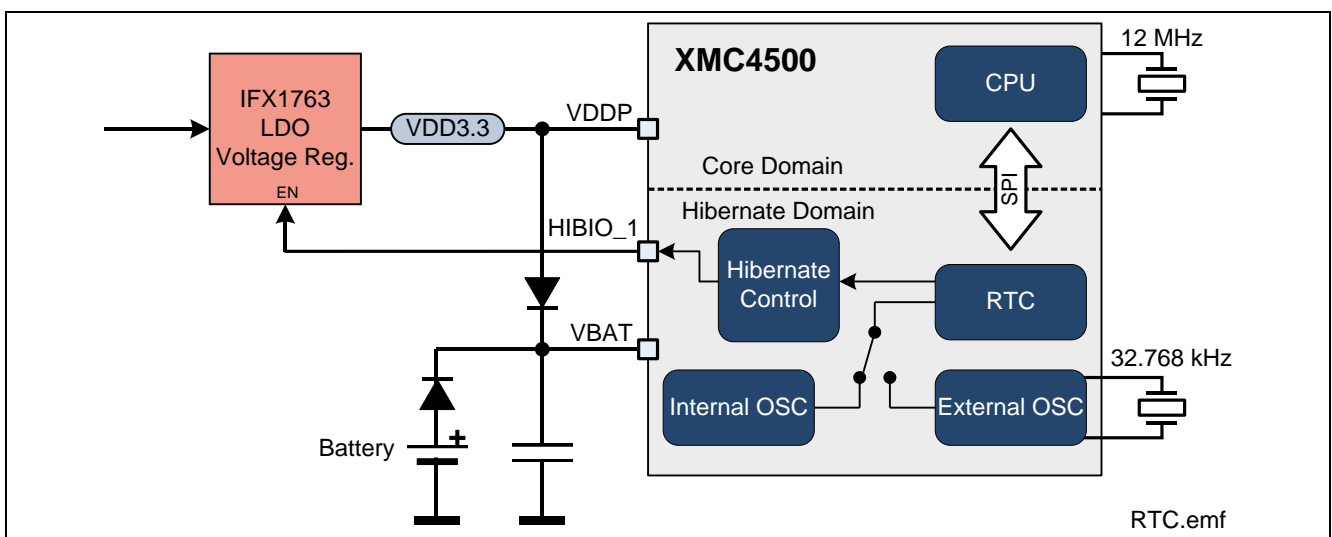 XMC4500
12 MHz
CPU
IFX1763
LDO
Voltage Reg.
EN
VDD3.3
VDDP
Core Domain
SPI
Hibernate Domain
HIBIO_1
Hibernate
Control
RTC
VBAT
32.768 kHz
Internal OSC
External OSC
Battery
+
RTC.emf